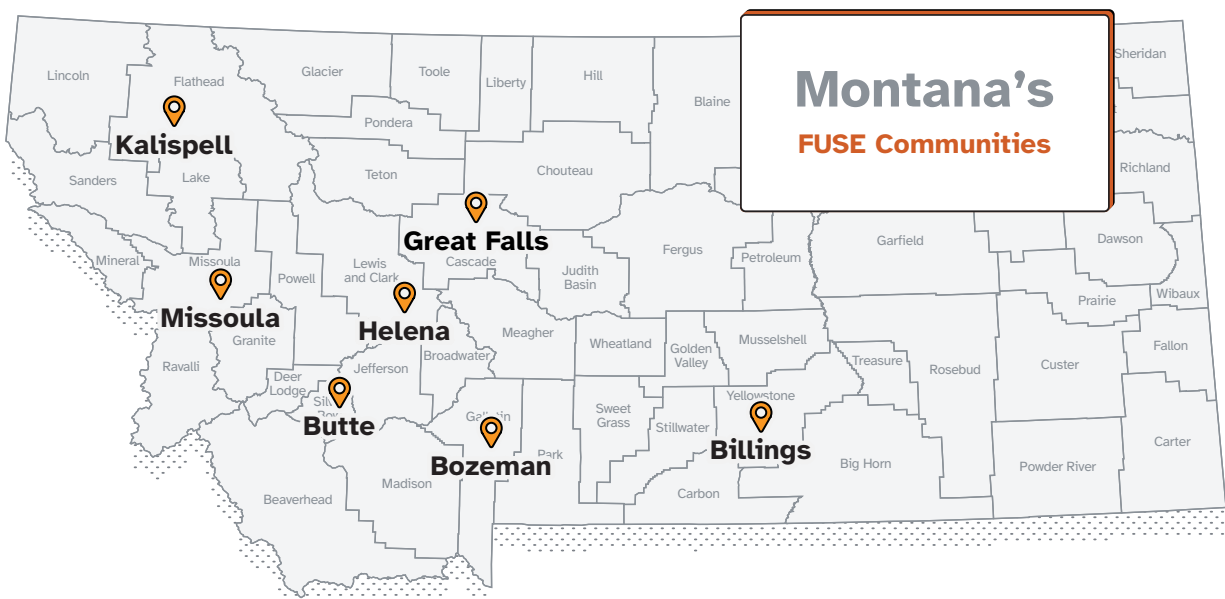 Montana's
FUSE Communities
Lincoln
Flathead
Glacier
Toole
Liberty
Hill
Blaine
Sheridan
Kalispell
Pondera
Sanders
Lake
Teton
Chouteau
Richland
Great Falls
Cascade
Mineral
Missoula
Powell
Lewis
and Clark
Judith
Basin
Fergus
Petroleum
Garfield
Dawson
Prairie
Wibaux
Missoula
Granite
Helena
Broadwater
Meagher
Wheatland
Golden
Valley
Musselshell
Treasure
Rosebud
Custer
Fallon
Ravalli
Deer
Lodge
Jefferson
Butte
Bozeman
Park
Sweet
Grass
Stillwater
Yellowstone
Billings
Big Horn
Powder River
Carter
Beaverhead
Madison
Carbon